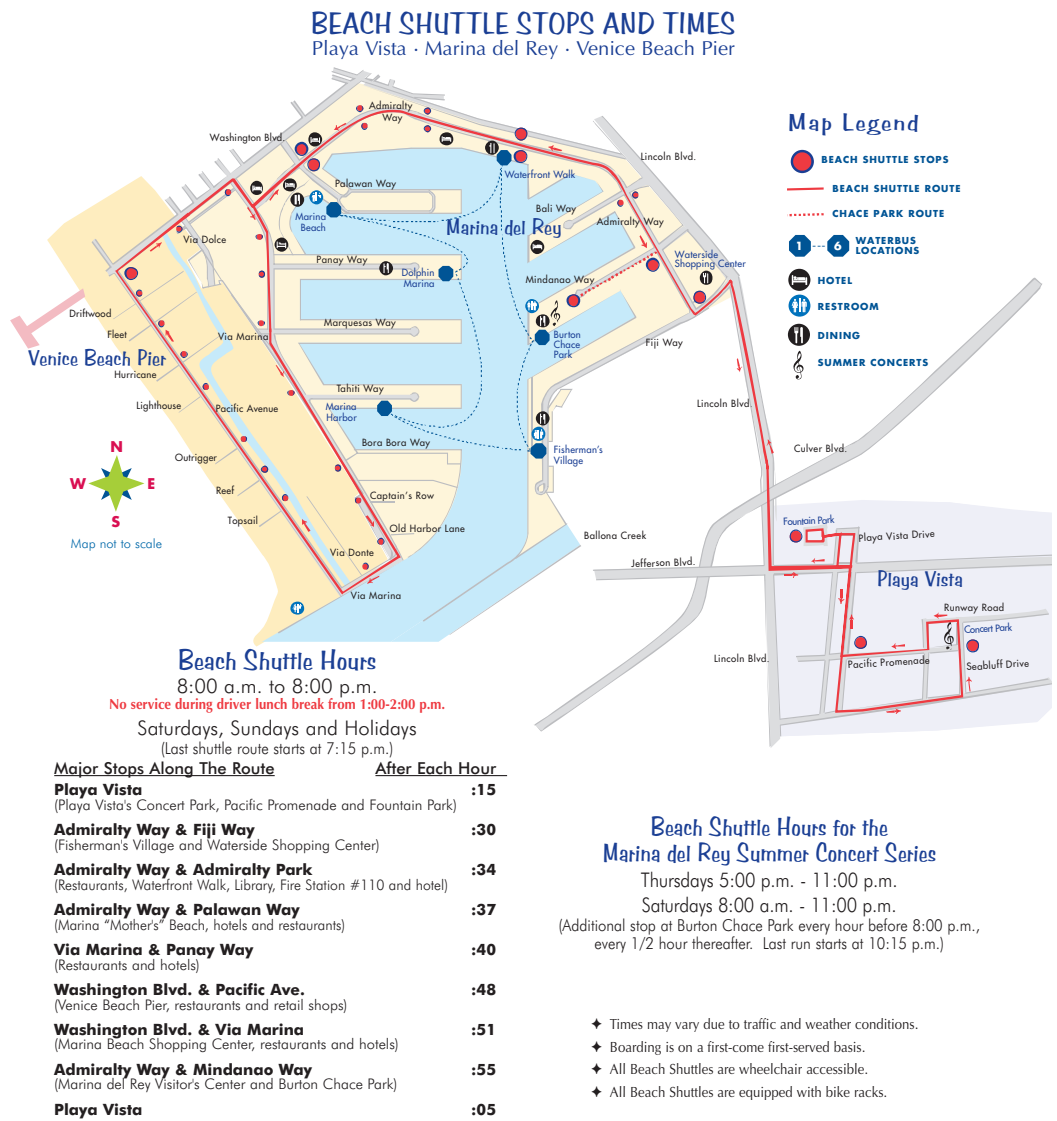 BEACH SHUTTLE STOPS AND TIMES
Playa Vista · Marina del Rey · Venice Beach Pier
Admiralty
Way
Washington Blvd.
Lincoln Blvd.
Palawan Way
Waterfront Walk
Marina
Beach
Bali Way
Marina del Rey
Admiralty Way
Via Dolce
Panay Way
Dolphin
Marina
Mindanao Way
Waterside
Shopping Center
Driftwood
Fleet
Via Marina
Marquesas Way
Burton
Chace
Park
Fiji Way
Venice Beach Pier
Hurricane
Lighthouse
Pacific Avenue
Tahiti Way
Marina
Harbor
Lincoln Blvd.
Bora Bora Way
Fisherman's
Village
Culver Blvd.
Outrigger
Reef
Topsail
Captain's Row
Old Harbor Lane
Via Donte
Via Marina
Ballona Creek
Jefferson Blvd.
Fountain Park
Playa Vista Drive
Playa Vista
Runway Road
Concert Park
Lincoln Blvd.
Pacific Promenade
Seabluff Drive
N
W
E
S
Map not to scale
Map Legend
BEACH SHUTTLE STOPS
BEACH SHUTTLE ROUTE
CHACE PARK ROUTE
1 6 WATERBUS
LOCATIONS
HOTEL
RESTROOM
DINING
SUMMER CONCERTS
Beach Shuttle Hours
8:00 a.m. to 8:00 p.m.
No service during driver lunch break from 1:00-2:00 p.m.
Saturdays, Sundays and Holidays
(Last shuttle route starts at 7:15 p.m.)
Major Stops Along The Route After Each Hour
Playa Vista :15
(Playa Vista's Concert Park, Pacific Promenade and Fountain Park)
Admiralty Way & Fiji Way :30
(Fisherman's Village and Waterside Shopping Center)
Admiralty Way & Admiralty Park :34
(Restaurants, Waterfront Walk, Library, Fire Station #110 and hotel)
Admiralty Way & Palawan Way :37
(Marina “Mother's” Beach, hotels and restaurants)
Via Marina & Panay Way :40
(Restaurants and hotels)
Washington Blvd. & Pacific Ave. :48
(Venice Beach Pier, restaurants and retail shops)
Washington Blvd. & Via Marina :51
(Marina Beach Shopping Center, restaurants and hotels)
Admiralty Way & Mindanao Way :55
(Marina del Rey Visitor's Center and Burton Chace Park)
Playa Vista :05
Beach Shuttle Hours for the
Marina del Rey Summer Concert Series
Thursdays 5:00 p.m. - 11:00 p.m.
Saturdays 8:00 a.m. - 11:00 p.m.
(Additional stop at Burton Chace Park every hour before 8:00 p.m.,
every 1/2 hour thereafter. Last run starts at 10:15 p.m.)
✦ Times may vary due to traffic and weather conditions.
✦ Boarding is on a first-come first-served basis.
✦ All Beach Shuttles are wheelchair accessible.
✦ All Beach Shuttles are equipped with bike racks.